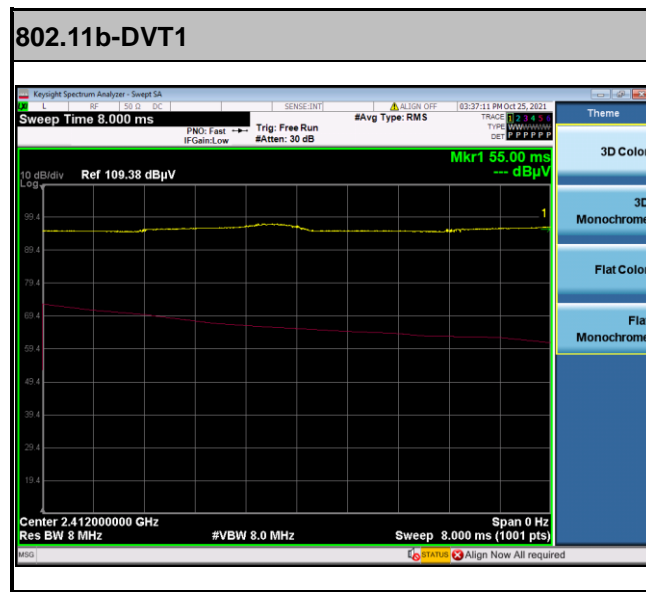 802.11b-DVT1
Keysight Spectrum Analyzer - Swept SA
L RF 50 Ω DC SENSE:INT ALIGN OFF 03:37:11 PM Oct 25, 2021
Sweep Time 8.000 ms
PNO: Fast
IFGain:Low
Trig: Free Run
#Atten: 30 dB
#Avg Type: RMS
TRACE 1 2 3 4 5
TYPE WWWWWW
DET P P P P P P
Mkr1 55.00 ms
--- dBµV
10 dB/div Ref 109.38 dBµV
Log
1
99.4
89.4
79.4
69.4
59.4
49.4
39.4
29.4
19.4
Center 2.412000000 GHz Span 0 Hz
Res BW 8 MHz #VBW 8.0 MHz Sweep 8.000 ms (1001 pts)
MSG STATUS Align Now All required
Theme
3D Color
3D
Monochrome
Flat Color
Flat
Monochrome